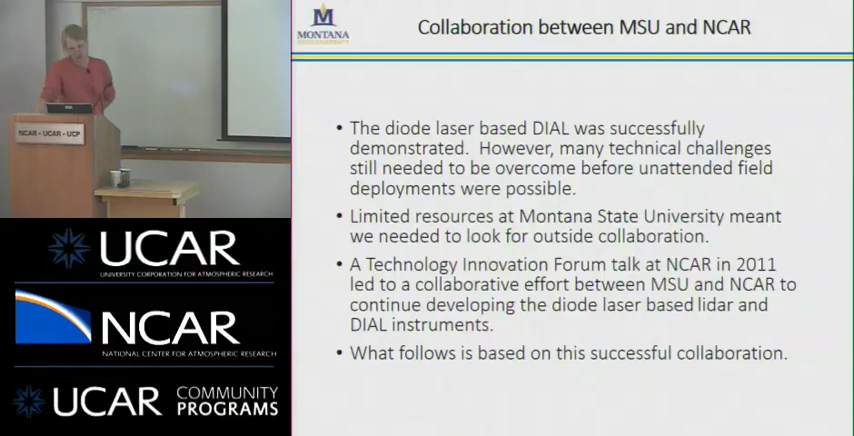 NCAR - UCAR - UCP
UCAR
UNIVERSITY CORPORATION FOR ATMOSPHERIC RESEARCH
NCAR
NATIONAL CENTER FOR ATMOSPHERIC RESEARCH
UCAR COMMUNITY
PROGRAMS
M
MONTANA
Collaboration between MSU and NCAR
• The diode laser based DIAL was successfully
demonstrated. However, many technical challenges
still needed to be overcome before unattended field
deployments were possible.
• Limited resources at Montana State University meant
we needed to look for outside collaboration.
• A Technology Innovation Forum talk at NCAR in 2011
led to a collaborative effort between MSU and NCAR to
continue developing the diode laser based lidar and
DIAL instruments.
• What follows is based on this successful collaboration.